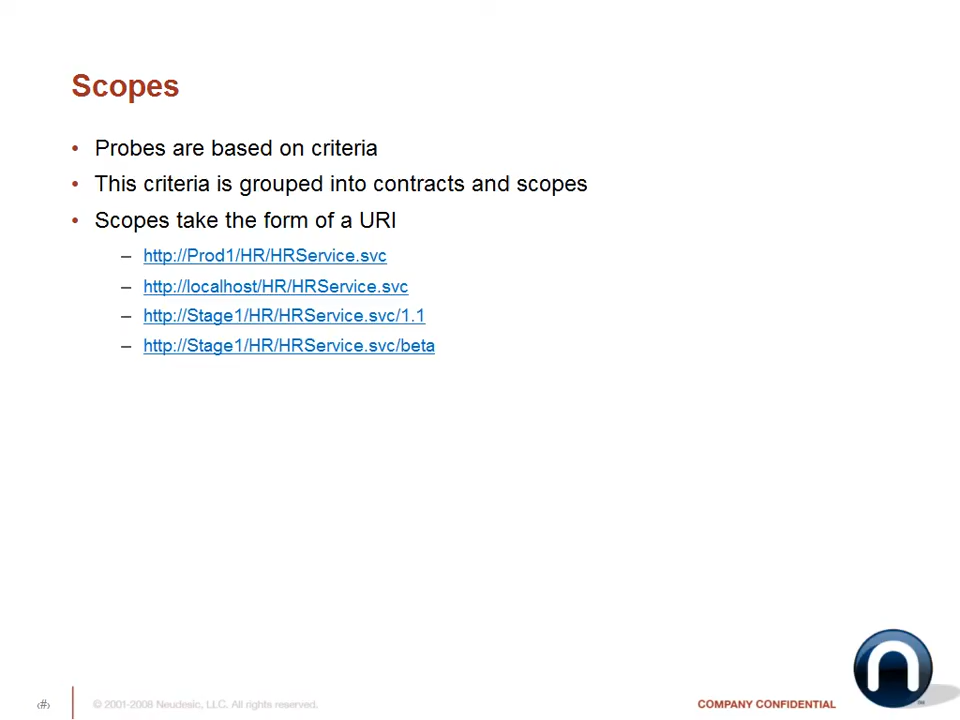 Scopes
• Probes are based on criteria
• This criteria is grouped into contracts and scopes
• Scopes take the form of a URI
– http://Prod1/HR/HRService.svc
– http://localhost/HR/HRService.svc
– http://Stage1/HR/HRService.svc/1.1
– http://Stage1/HR/HRService.svc/beta
‹#›
© 2001-2008 Neudesic, LLC. All rights reserved.
COMPANY CONFIDENTIAL
n
TM